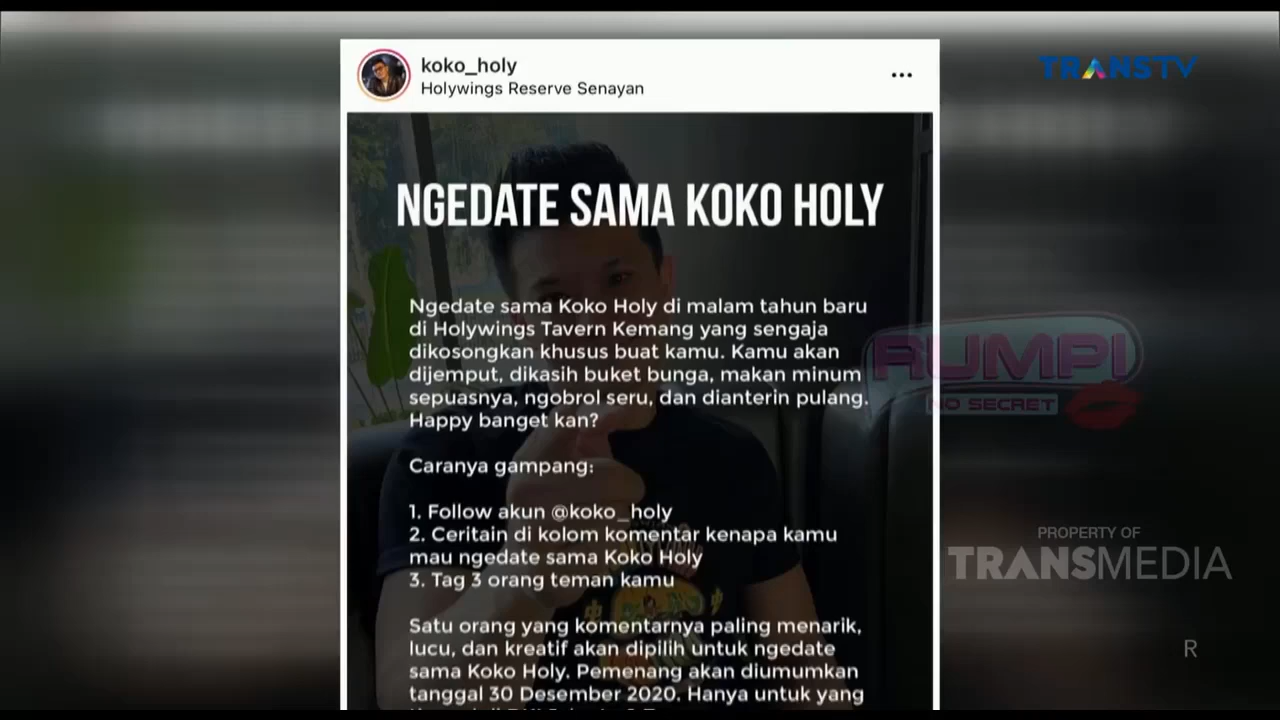 koko_holy
Holywings Reserve Senayan
TRANSTV
NGEDATE SAMA KOKO HOLY
Ngedate sama Koko Holy di malam tahun baru
di Holywings Tavern Kemang yang sengaja
dikosongkan khusus buat kamu. Kamu akan
dijemput, dikasih buket bunga, makan minum
sepuasnya, ngobrol seru, dan dianterin pulang.
Happy banget kan?
RUMPI
NO SECRET
Caranya gampang:
1. Follow akun @koko_holy
2. Ceritain di kolom komentar kenapa kamu
mau ngedate sama Koko Holy
3. Tag 3 orang teman kamu
PROPERTY OF
TRANSMEDIA
Satu orang yang komentarnya paling menarik,
lucu, dan kreatif akan dipilih untuk ngedate
sama Koko Holy. Pemenang akan diumumkan
tanggal 30 Desember 2020. Hanya untuk yang
R